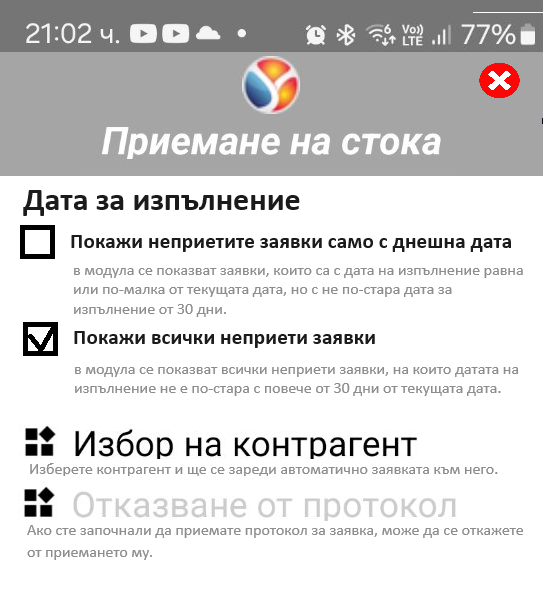 21:02 ч.
Vo))
LTE
77%
Приемане на стока
Дата за изпълнение
Покажи неприетите заявки само с днешна дата
в модула се показват заявки, които са с дата на изпълнение равна
или по-малка от текущата дата, но с не по-стара дата за
изпълнение от 30 дни.
Покажи всички неприети заявки
в модула се показват всички неприети заявки, на които датата на
изпълнение не е по-стара с повече от 30 дни от текущата дата.
Избор на контрагент
Изберете контрагент и ще се зареди автоматично заявката към него.
Отказване от протокол
Ако сте започнали да приемате протокол за заявка, може да се откажете
от приемането му.